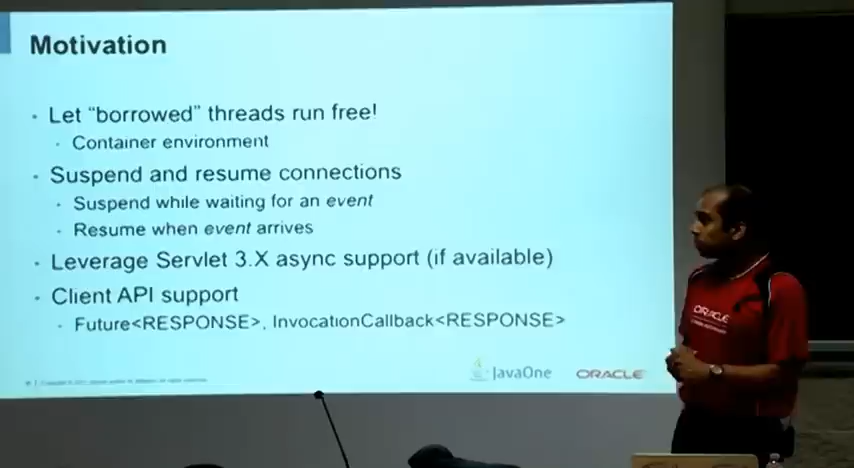 Motivation
Let “borrowed” threads run free!
Container environment
Suspend and resume connections
Suspend while waiting for an event
Resume when event arrives
Leverage Servlet 3.X async support (if available)
Client API support
Future<RESPONSE>, InvocationCallback<RESPONSE>
JavaOne
ORACLE
ORACLE